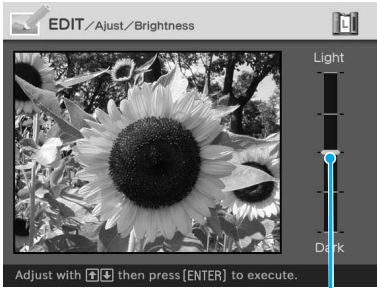 EDIT/Ajust/Brightness
L
Light
Dark
Adjust with ↑↓ then press [ENTER] to execute.